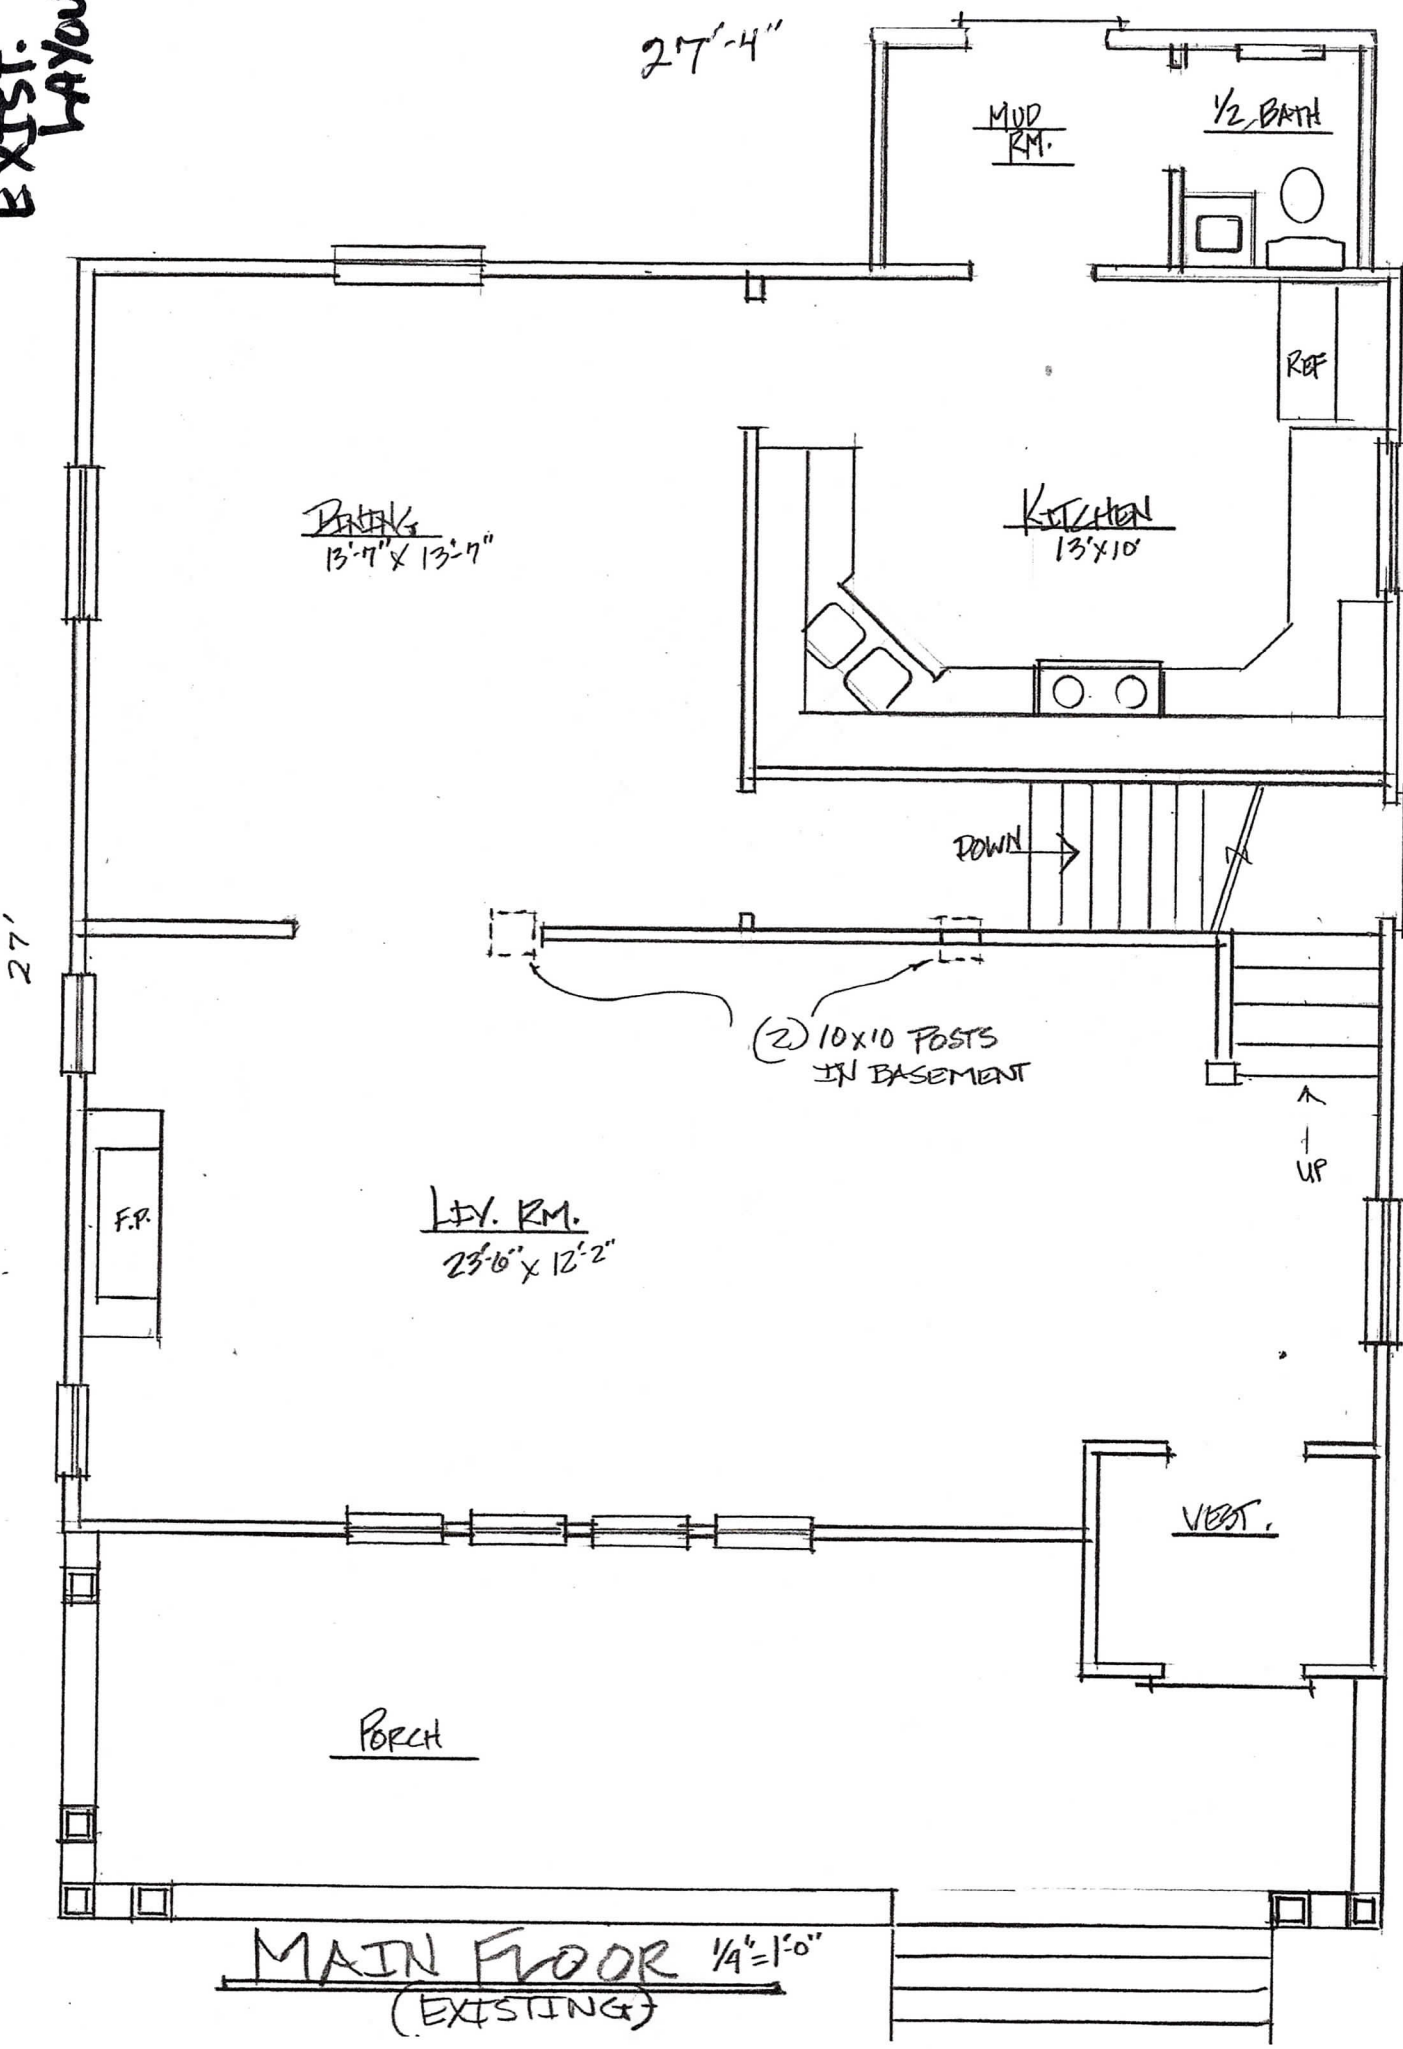 EXIST.
LAYOU
27'-4"
MUD
RM.
1/2 BATH
REF
DINING
13'-7" X 13'-7"
KITCHEN
13'X10'
DOWN
27'
(2) 10X10 POSTS
IN BASEMENT
UP
F.P.
LIV. RM.
23'-6" X 12'-2"
VEST.
PORCH
MAIN FLOOR 1/4"=1'-0"
(EXISTING)